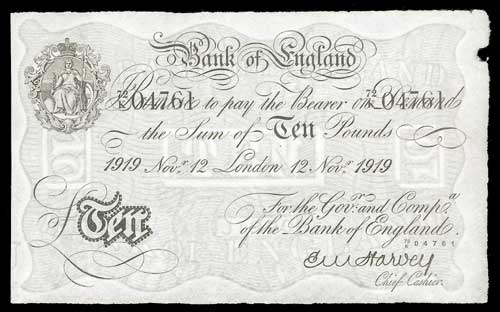 Bank of England
72/K 04761 72/K 04761
Promise to pay the Bearer on Demand
the Sum of Ten Pounds
1919 Novr. 12 London 12 Novr. 1919
For the Govr. and Compa.
of the Bank of England.
£Ten
72/K 04761
E M Harvey
Chief Cashier.